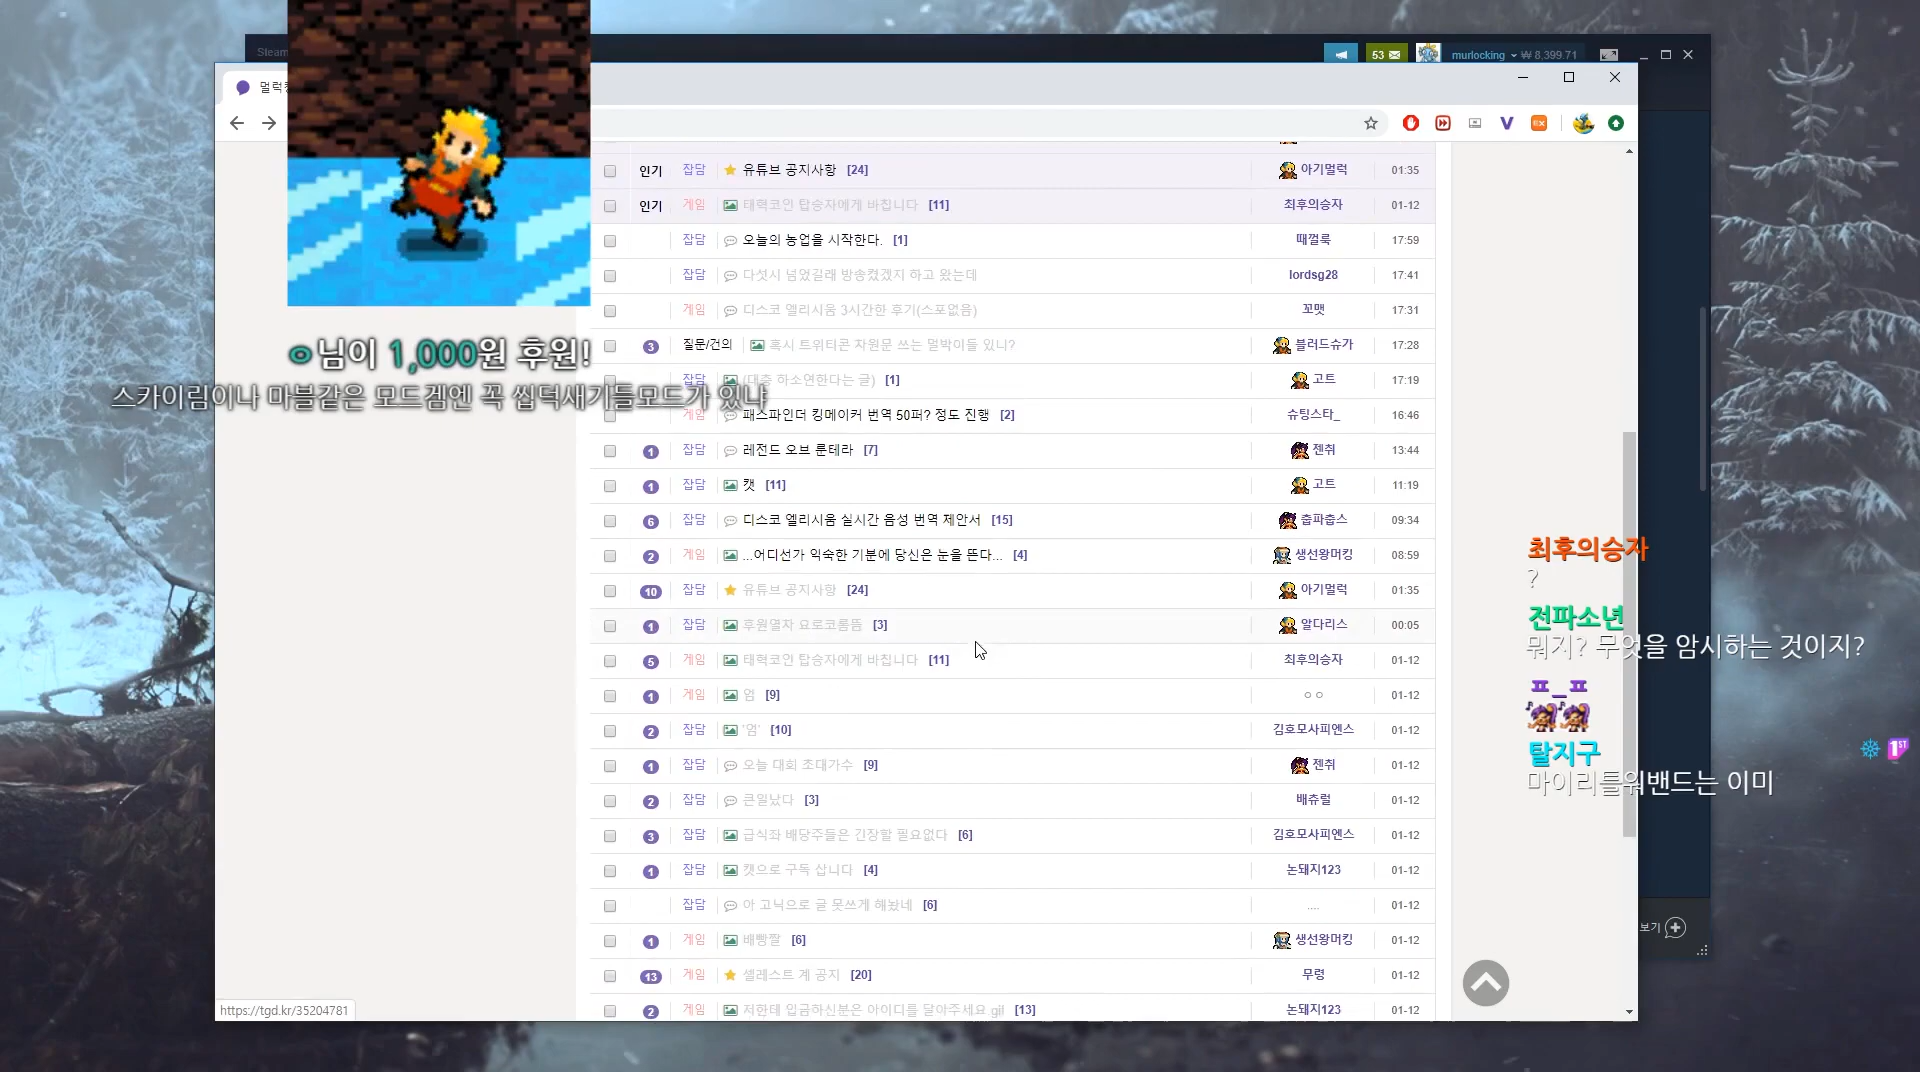 Steam
53
murlocking
₩ 8,399.71
인기 잡담 유튜브 공지사항 [24] 아기멀럭 01:35
인기 게임 태혁코인 탑승자에게 바칩니다 [11] 최후의승자 01-12
잡담 오늘의 농업을 시작한다. [1] 때껄룩 17:59
잡담 다섯시 넘었길래 방송켰겠지 하고 왔는데 lordsg28 17:41
게임 디스코 엘리시움 3시간한 후기(스포없음) 꼬맷 17:31
ㅇ님이 1,000원 후원!
3 질문/건의 혹시 트위티콘 차원문 쓰는 멀박이들 있니? 블러드슈가 17:28
잡담 (대충 하소연한다는 글) [1] 고트 17:19
스카이림이나 마블같은 모드겜엔 꼭 씹덕새기들모드가 있냐
게임 패스파인더 킹메이커 번역 50퍼? 정도 진행 [2] 슈팅스타_ 16:46
1 잡담 레전드 오브 룬테라 [7] 젠취 13:44
1 잡담 캣 [11] 고트 11:19
6 잡담 디스코 엘리시움 실시간 음성 번역 제안서 [15] 춥파춥스 09:34
2 게임 ...어디선가 익숙한 기분에 당신은 눈을 뜬다... [4] 생선왕머킹 08:59
10 잡담 유튜브 공지사항 [24] 아기멀럭 01:35
1 잡담 후원열자 요로코롬뜸 [3] 알다리스 00:05
5 게임 태혁코인 탑승자에게 바칩니다 [11] 최후의승자 01-12
1 게임 엄 [9] ㅇㅇ 01-12
2 잡담 '엄' [10] 김호모사피엔스 01-12
1 잡담 오늘 대회 초대가수 [9] 젠취 01-12
2 잡담 큰일났다 [3] 배츄럴 01-12
3 잡담 급식좌 배당주들은 긴장할 필요없다 [6] 김호모사피엔스 01-12
1 잡담 캣으로 구독 삽니다 [4] 논돼지123 01-12
잡담 아 고닉으로 글 못쓰게 해놨네 [6] .... 01-12
1 게임 배빵짤 [6] 생선왕머킹 01-12
13 게임 셀레스트 계 공지 [20] 무령 01-12
2 게임 저한테 입금하신분은 아이디를 달아주세요.gif [13] 논돼지123 01-12
최후의승자
?
전파소년
뭐지? 무엇을 암시하는 것이지?
ㅍ_ㅍ
탈지구
1ST
마이리틀워밴드는 이미
보기
https://tgd.kr/35204781